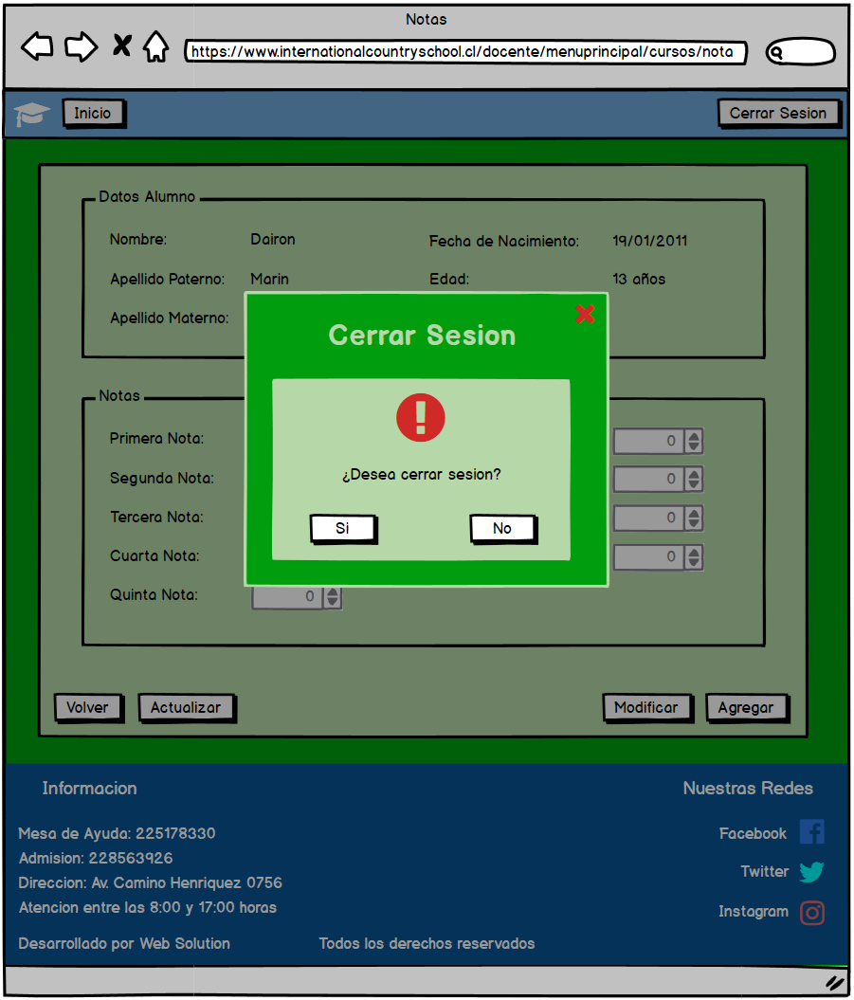 Notas
https://www.internationalcountryschool.cl/docente/menuprincipal/cursos/nota
Inicio
Cerrar Sesion
Datos Alumno
Nombre: Dairon Fecha de Nacimiento: 19/01/2011
Apellido Paterno: Marin Edad: 13 años
Apellido Materno:
Cerrar Sesion
¿Desea cerrar sesion?
Si No
Notas
Primera Nota: 0
Segunda Nota: 0
Tercera Nota: 0
Cuarta Nota: 0
Quinta Nota: 0
Volver Actualizar Modificar Agregar
Informacion Nuestras Redes
Mesa de Ayuda: 225178330 Facebook
Admision: 228563926
Twitter
Direccion: Av. Camino Henriquez 0756
Atencion entre las 8:00 y 17:00 horas Instagram
Desarrollado por Web Solution Todos los derechos reservados